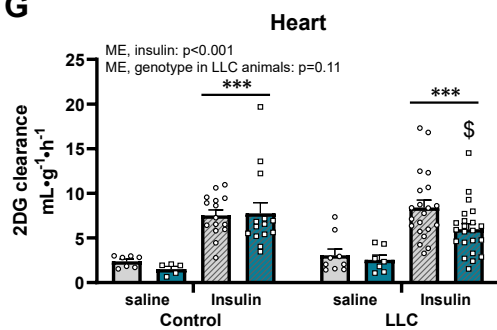 G
Heart
ME, insulin: p<0.001
ME, genotype in LLC animals: p=0.11
2DG clearance
mL•g⁻¹•h⁻¹
25
20
15
10
5
0
***
***
$
saline Insulin saline Insulin
Control LLC